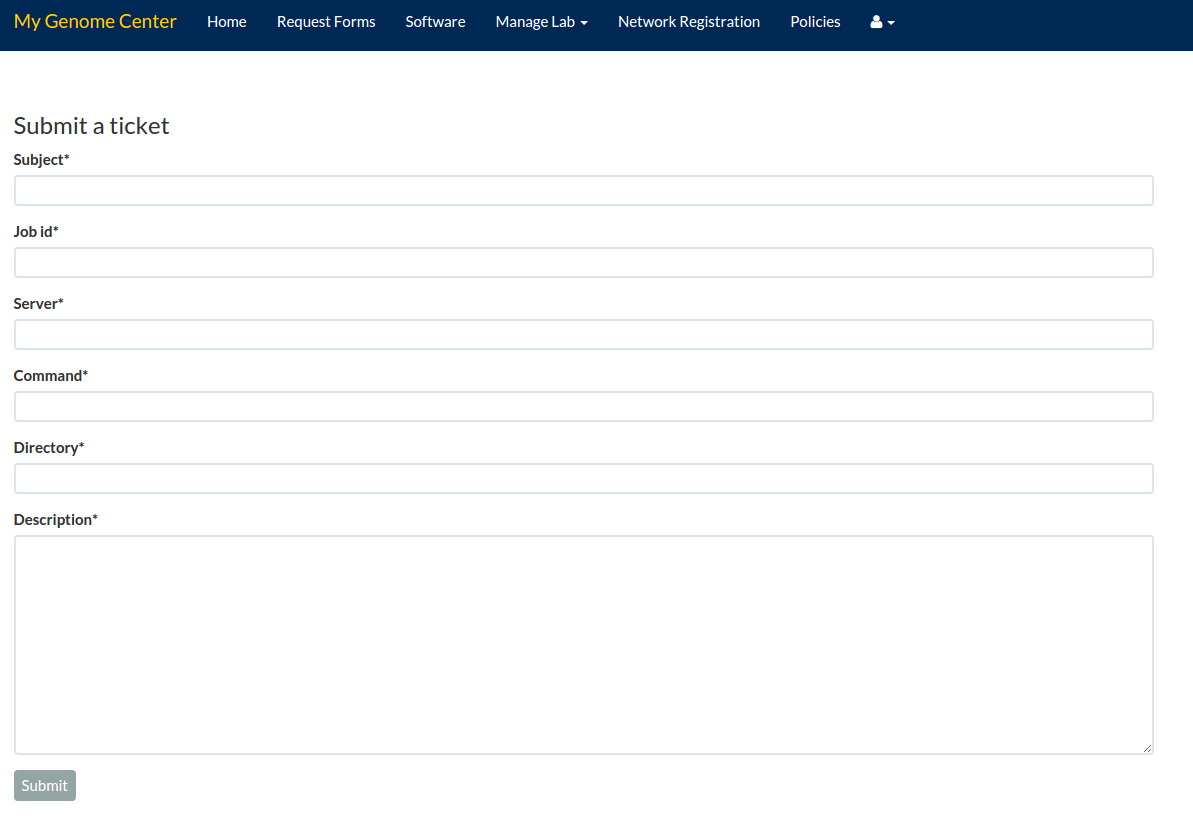 My Genome Center Home Request Forms Software Manage Lab Network Registration Policies
Submit a ticket
Subject*
Job id*
Server*
Command*
Directory*
Description*
Submit